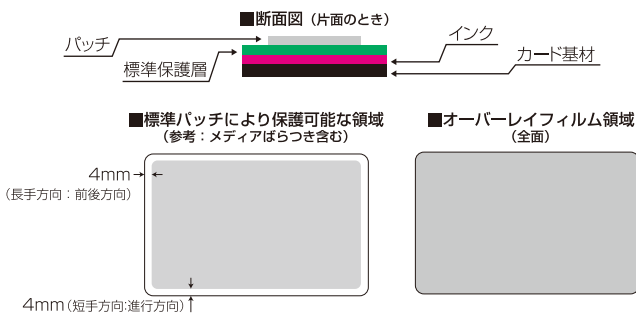 ■断面図（片面のとき）
パッチ
インク
標準保護層
カード基材
■標準パッチにより保護可能な領域
（参考：メディアばらつき含む）
■オーバーレイフィルム領域
（全面）
4mm
（長手方向：前後方向）
4mm（短手方向:進行方向）